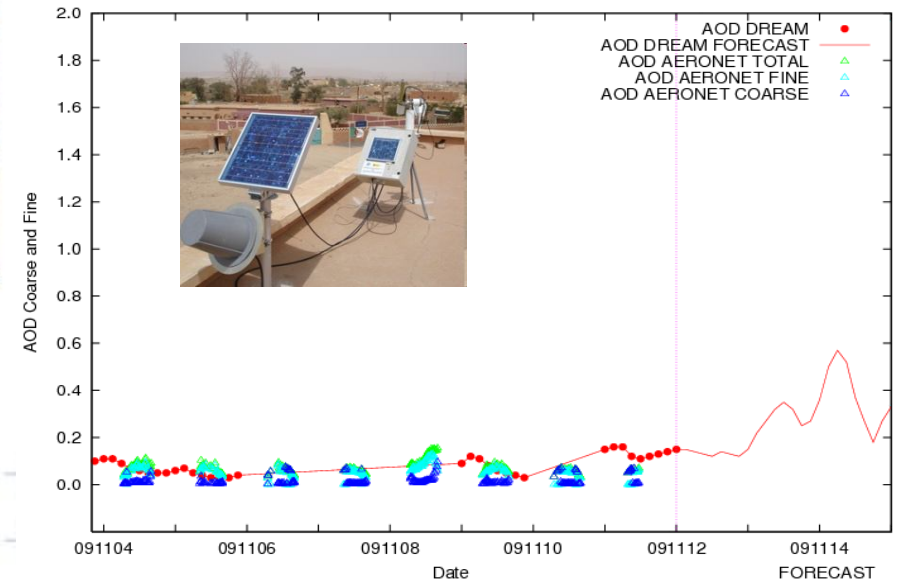 2.0
1.8
1.6
1.4
1.2
1.0
0.8
0.6
0.4
0.2
0.0
AOD Coarse and Fine
AOD DREAM
AOD DREAM FORECAST
AOD AERONET TOTAL
AOD AERONET FINE
AOD AERONET COARSE
091104 091106 091108 091110 091112 091114
Date FORECAST